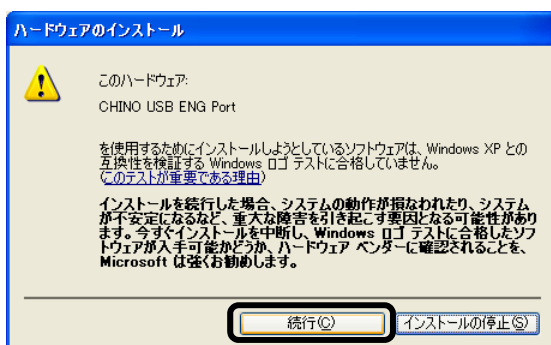 ハードウェアのインストール
このハードウェア:
CHINO USB ENG Port
を使用するためにインストールしようとしているソフトウェアは、Windows XP との
互換性を検証する Windows ロゴ テストに合格していません。
(このテストが重要である理由)
インストールを続行した場合、システムの動作が損なわれたり、システム
が不安定になるなど、重大な障害を引き起こす要因となる可能性があり
ます。今すぐインストールを中断し、Windows ロゴ テストに合格したソフ
トウェアが入手可能かどうか、ハードウェア ベンダーに確認されることを、
Microsoft は強くお勧めします。
続行(C) インストールの停止(S)